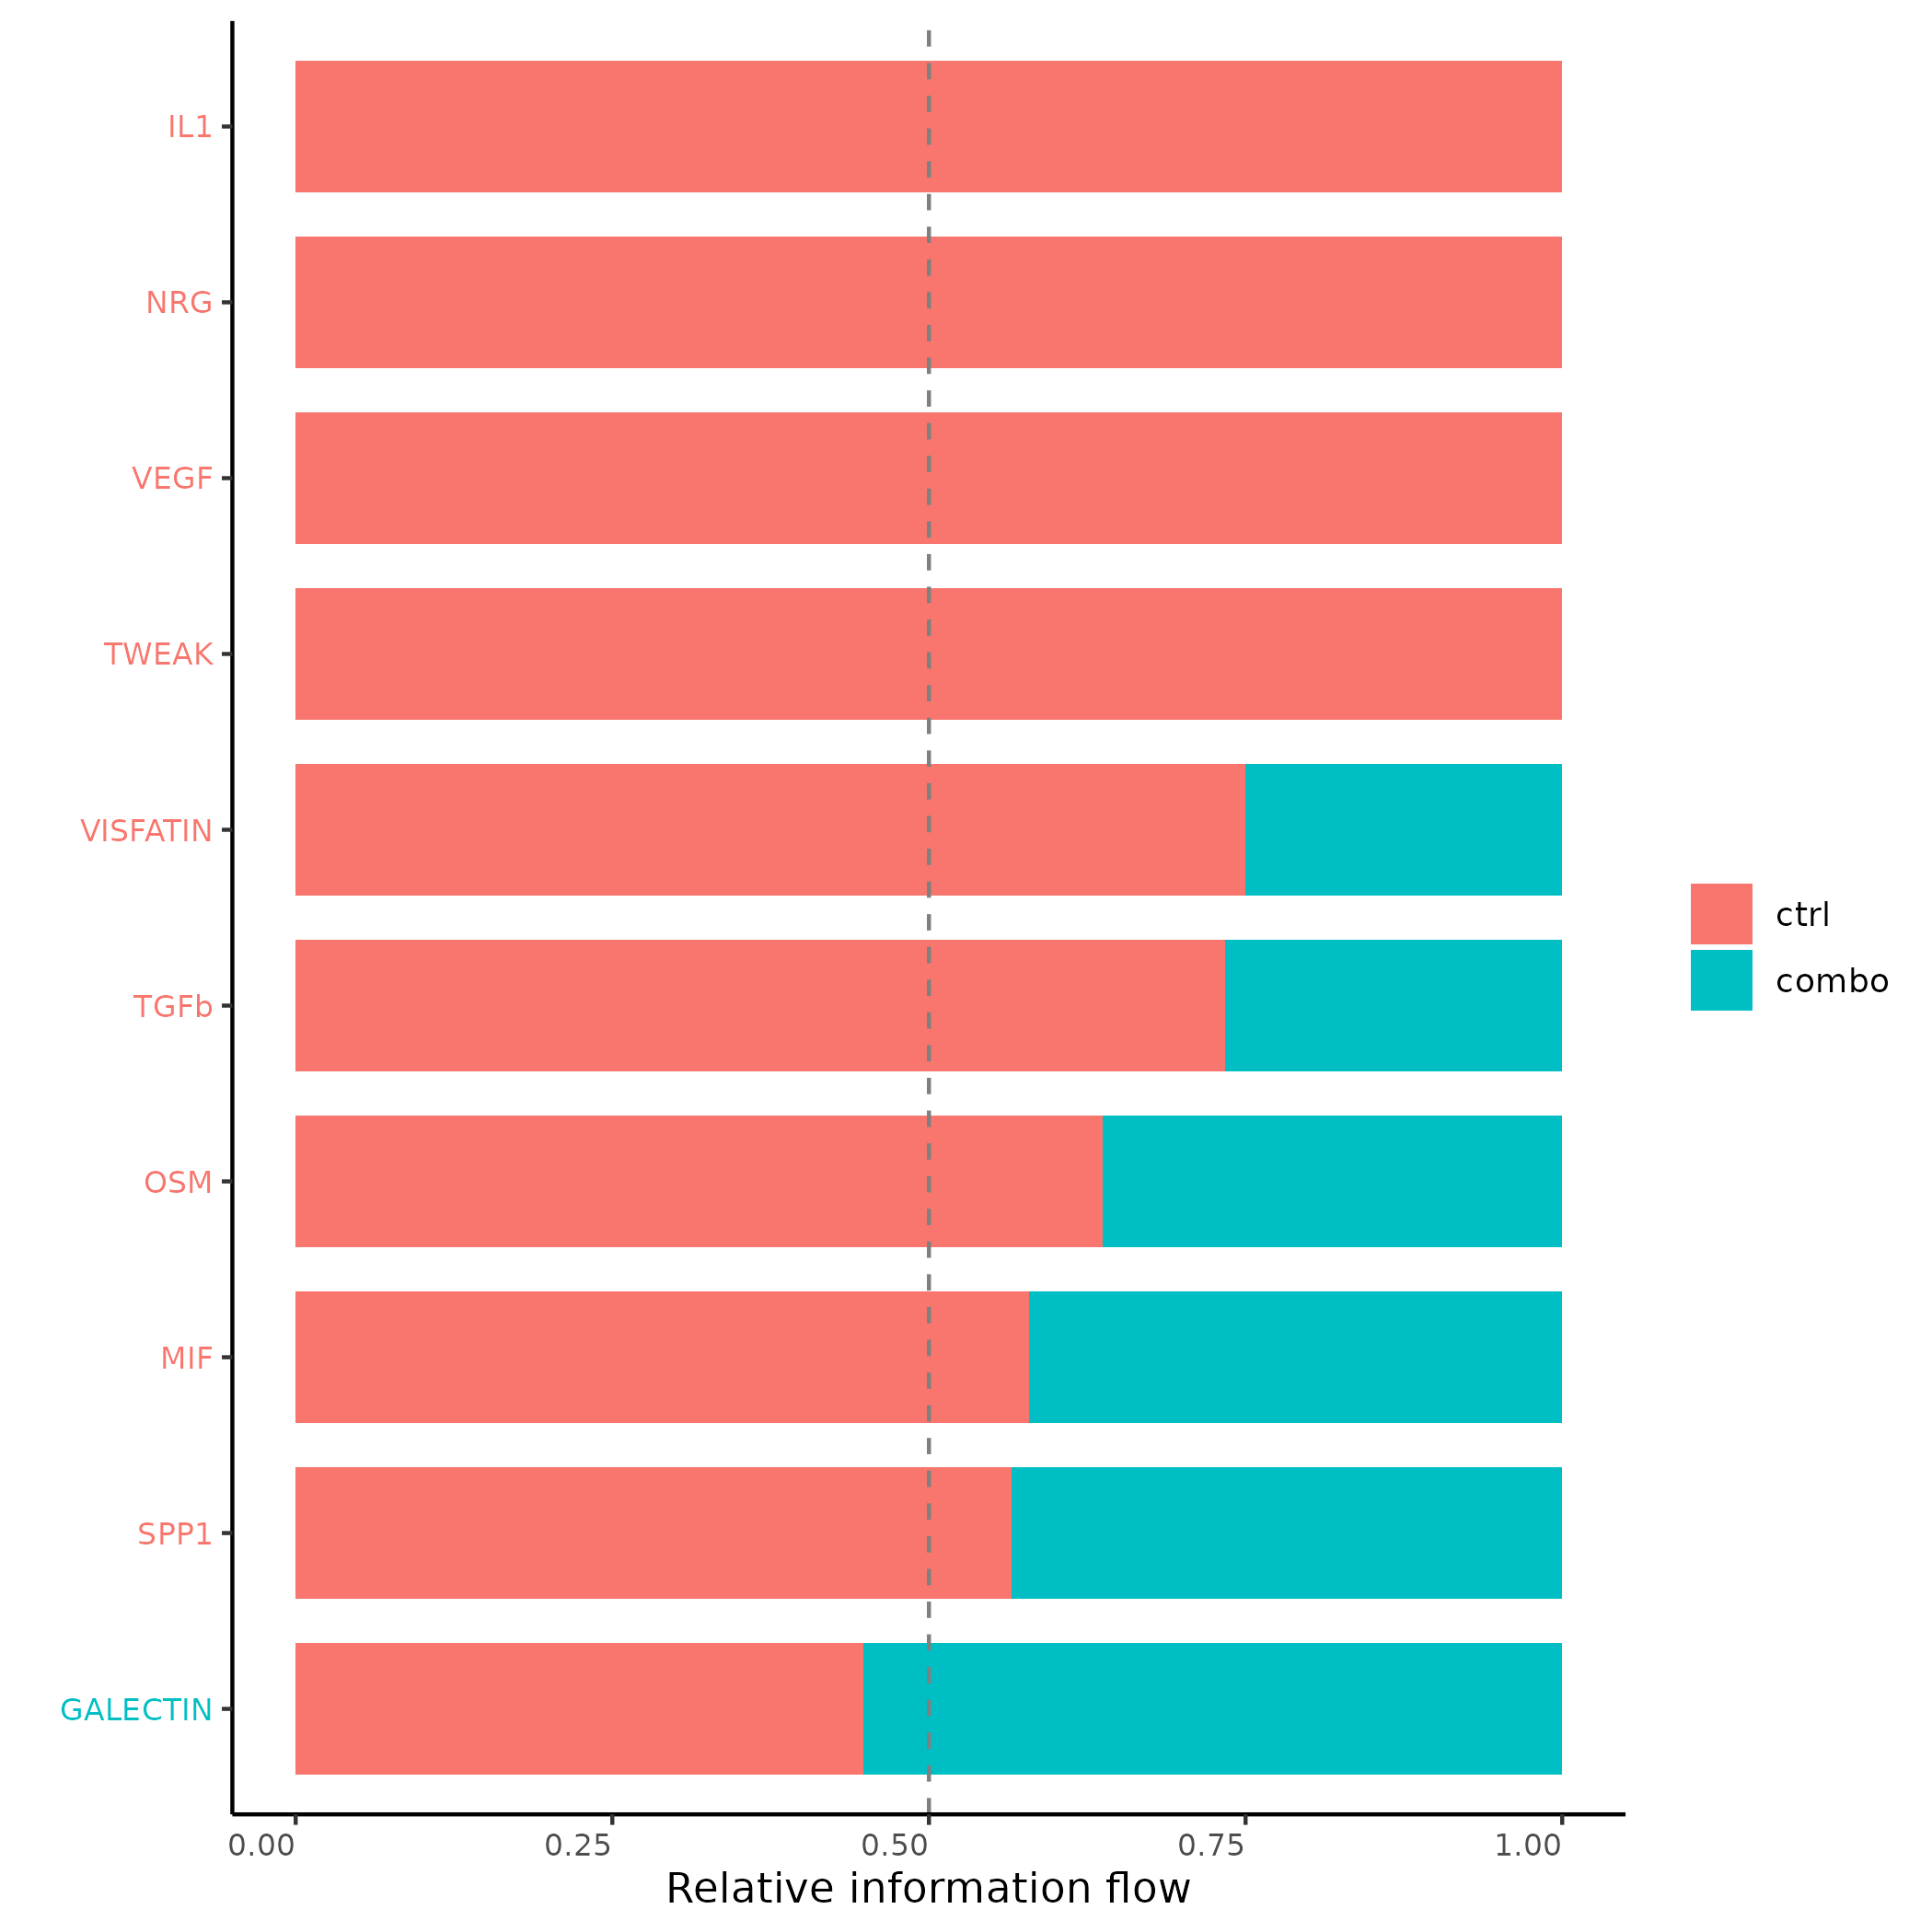 IL1
NRG
VEGF
TWEAK
VISFATIN
TGFb
OSM
MIF
SPP1
GALECTIN
0.00 0.25 0.50 0.75 1.00
Relative information flow
ctrl
combo